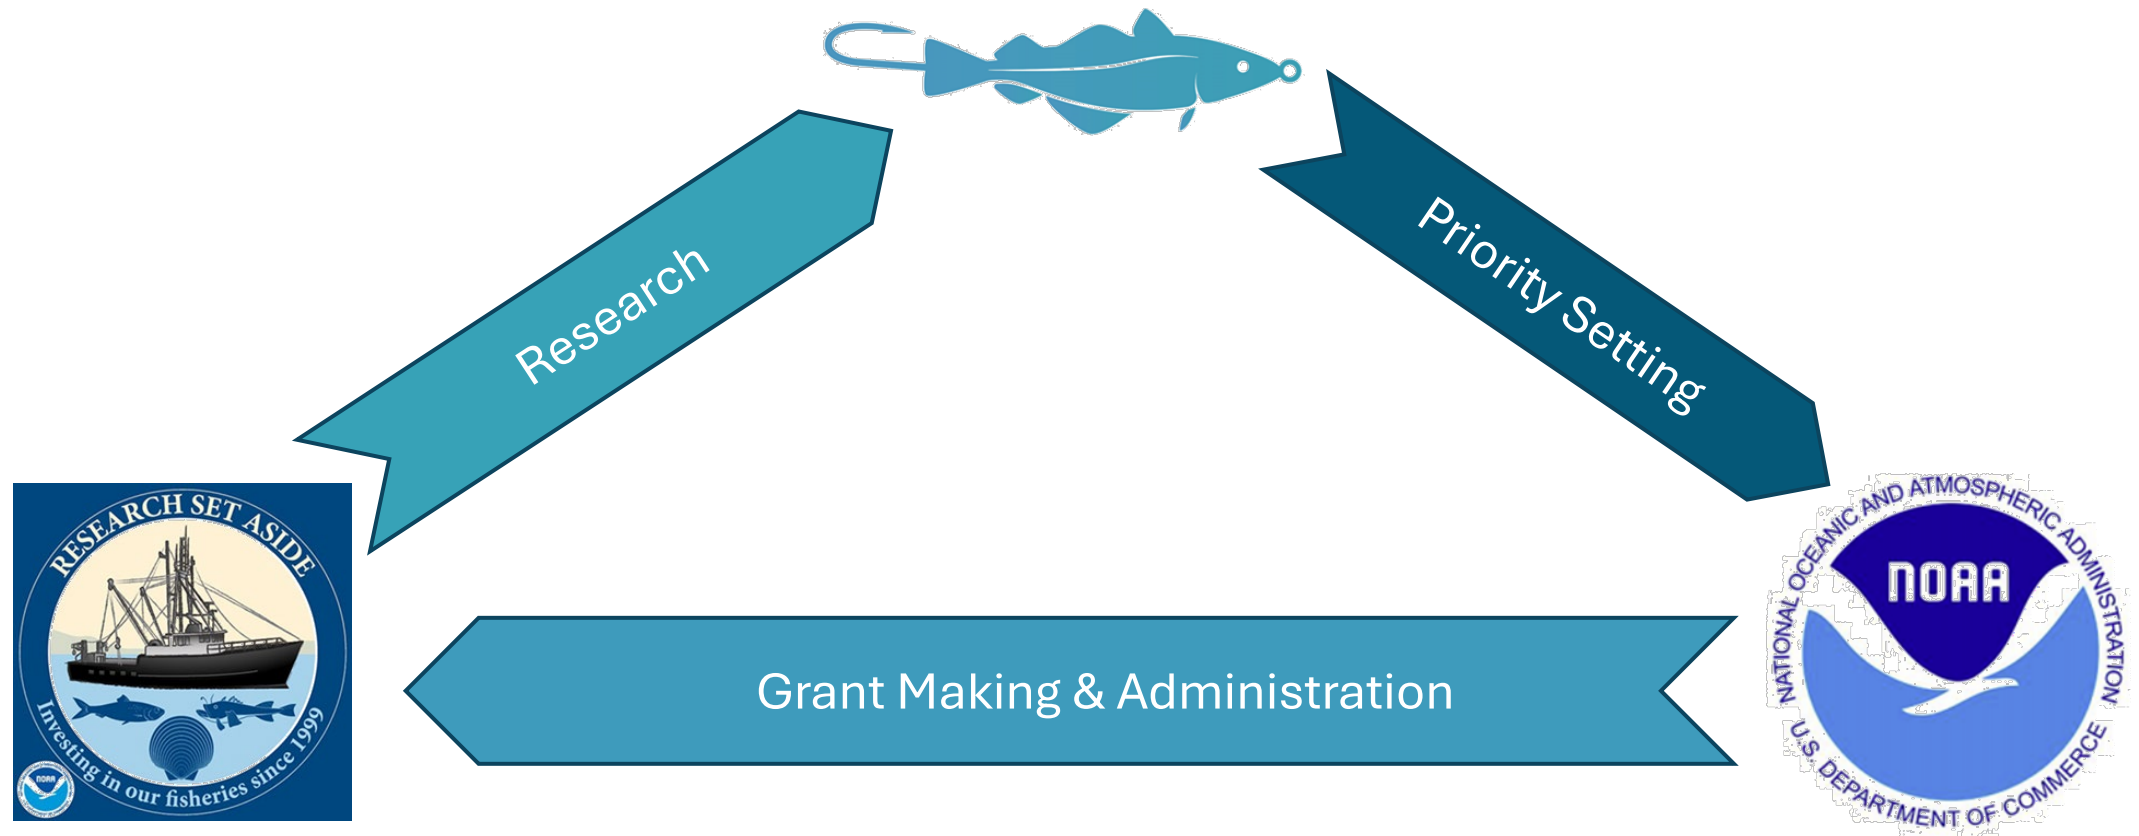 Research
Priority Setting
Grant Making & Administration
RESEARCH SET ASIDE
Investing in our fisheries since 1999
NOAA
NATIONAL OCEANIC AND ATMOSPHERIC ADMINISTRATION
NOAA
U.S. DEPARTMENT OF COMMERCE